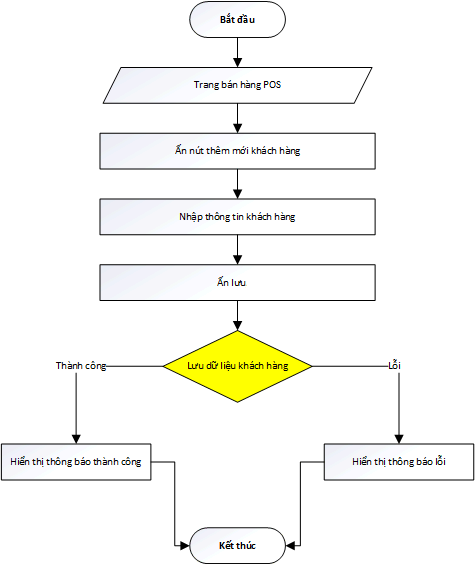 Bắt đầu
Trang bán hàng POS
Ấn nút thêm mới khách hàng
Nhập thông tin khách hàng
Ấn lưu
Lưu dữ liệu khách hàng
Thành công
Lỗi
Hiển thị thông báo thành công
Hiển thị thông báo lỗi
Kết thúc